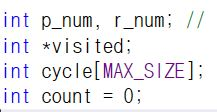 int p_num, r_num; //
int *visited;
int cycle[MAX_SIZE];
int count = 0;